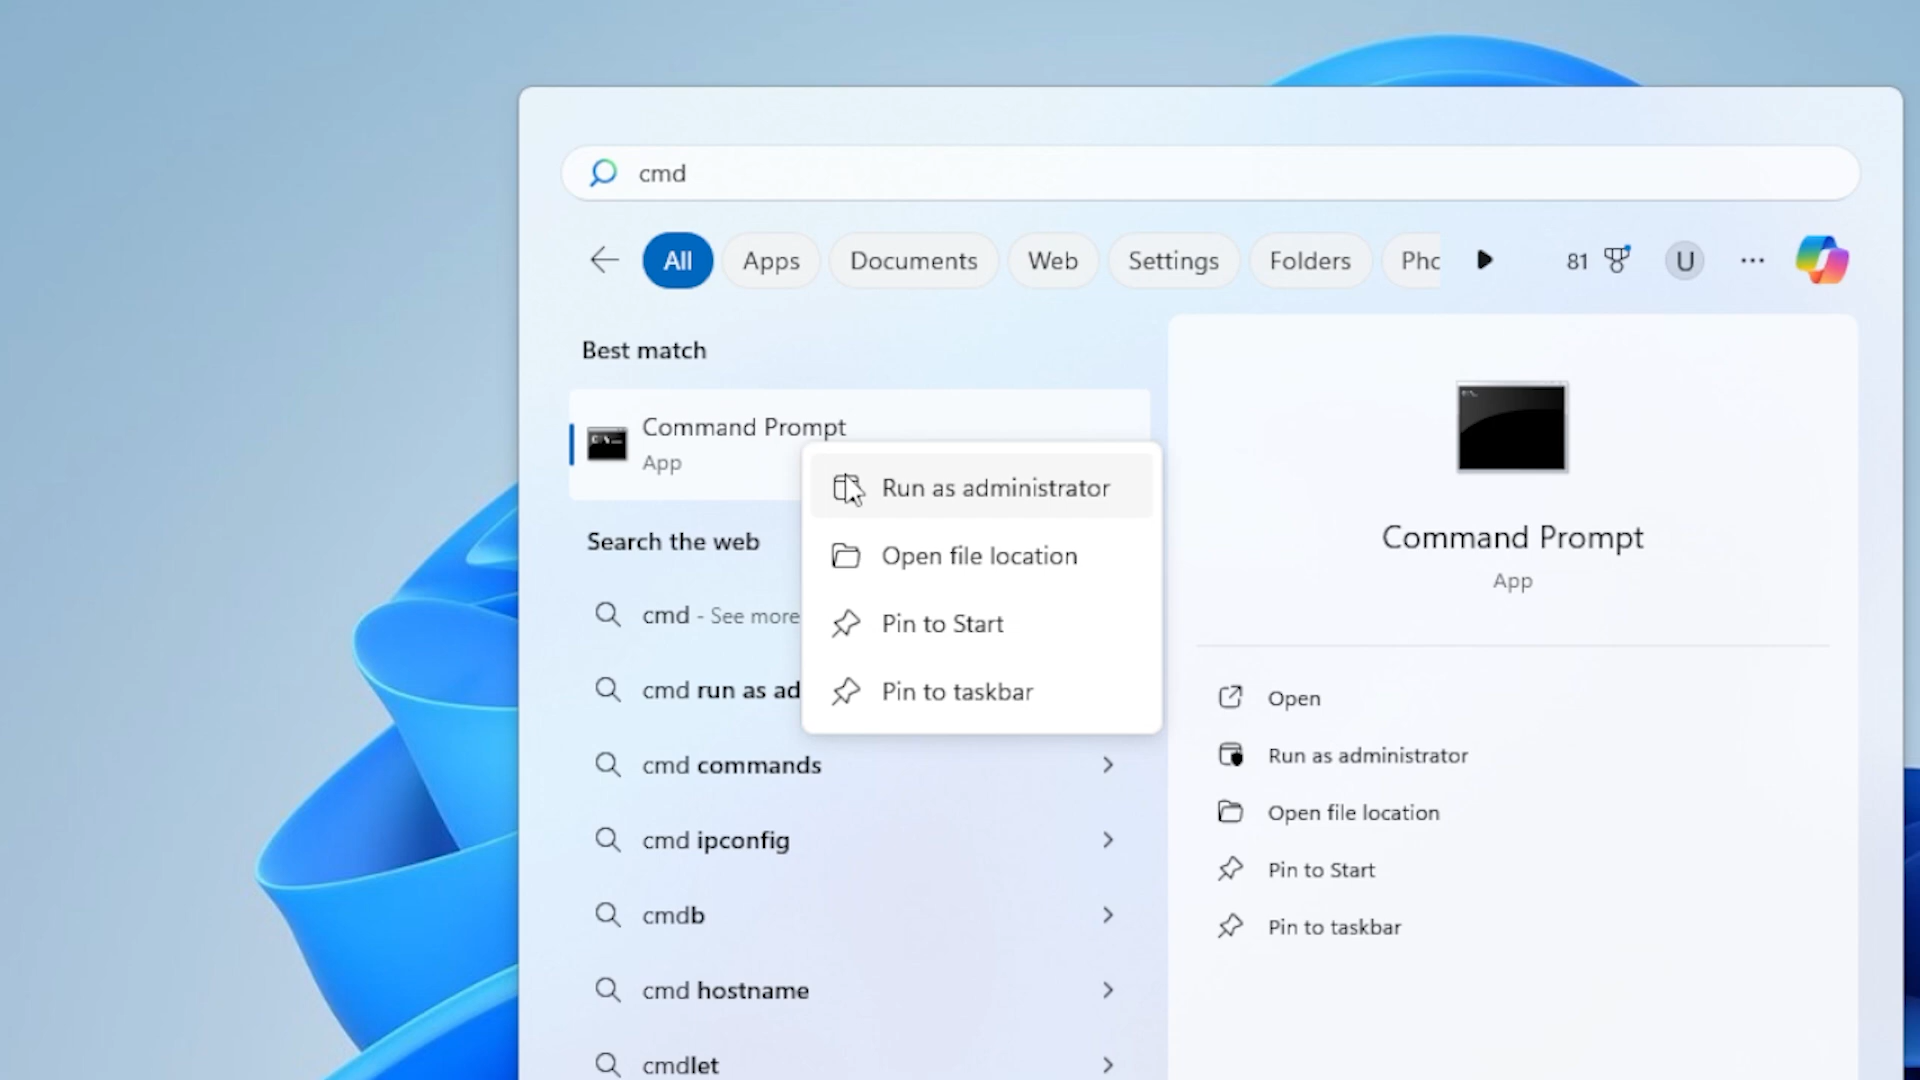 cmd
All Apps Documents Web Settings Folders Phc 81 U ...
Best match
Command Prompt
App
Run as administrator
Open file location
Pin to Start
Pin to taskbar
Search the web
cmd - See more
cmd run as ad
cmd commands
cmd ipconfig
cmdb
cmd hostname
cmdlet
Command Prompt
App
Open
Run as administrator
Open file location
Pin to Start
Pin to taskbar